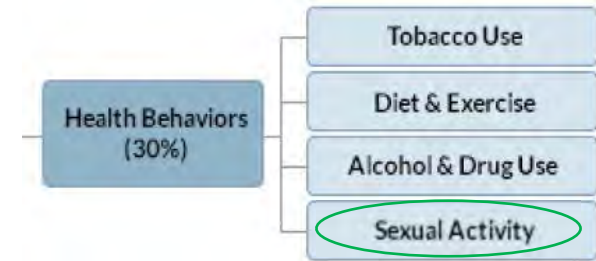 Health Behaviors
(30%)
Tobacco Use
Diet & Exercise
Alcohol & Drug Use
Sexual Activity